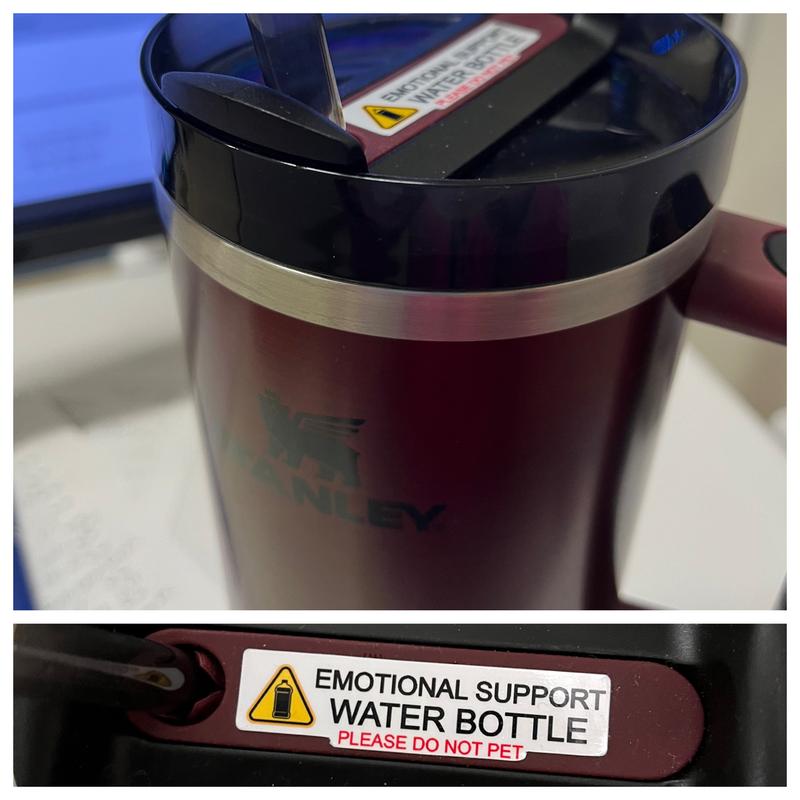 EMOTIONAL SUPPORT
WATER BOTTLE
PLEASE DO NOT PET
STANLEY
EMOTIONAL SUPPORT
WATER BOTTLE
PLEASE DO NOT PET